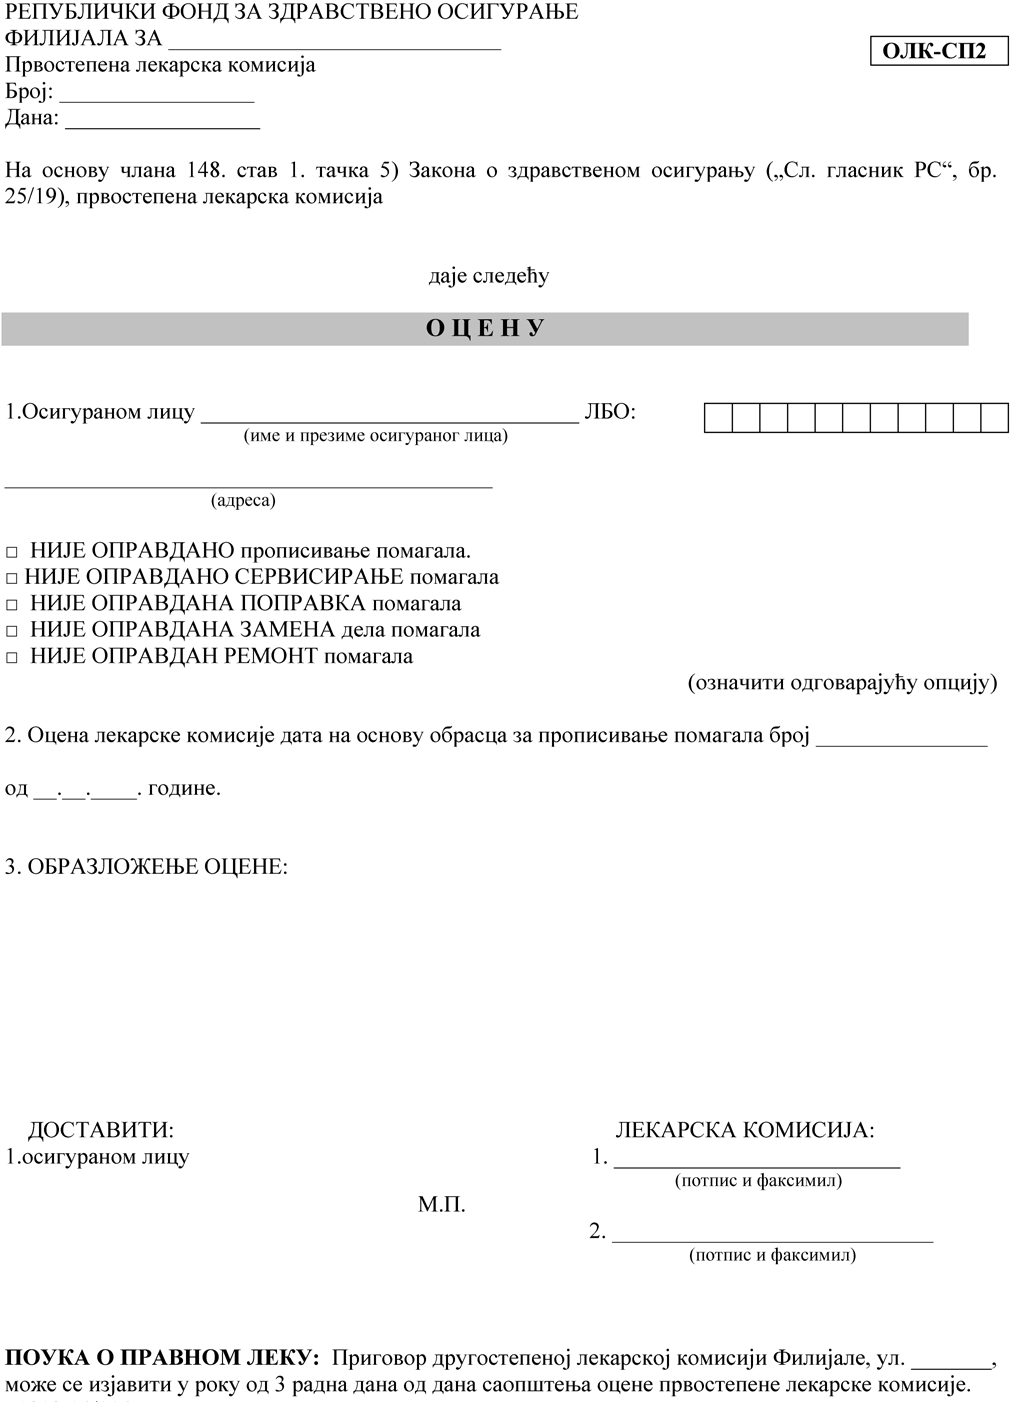 РЕПУБЛИЧКИ ФОНД ЗА ЗДРАВСТВЕНО ОСИГУРАЊЕ
ФИЛИЈАЛА ЗА ____________________________
ОЛК-СП2
Првостепена лекарска комисија
Број: _________________
Дана: _________________
На основу члана 148. став 1. тачка 5) Закона о здравственом осигурању („Сл. гласник РС“, бр.
25/19), првостепена лекарска комисија
даје следећу
О Ц Е Н У
1.Осигураном лицу _________________________________ ЛБО:
(име и презиме осигураног лица)
___________________________________________
(адреса)
□ НИЈЕ ОПРАВДАНО прописивање помагала.
□ НИЈЕ ОПРАВДАНО СЕРВИСИРАЊЕ помагала
□ НИЈЕ ОПРАВДАНА ПОПРАВКА помагала
□ НИЈЕ ОПРАВДАНА ЗАМЕНА дела помагала
□ НИЈЕ ОПРАВДАН РЕМОНТ помагала
(означити одговарајућу опцију)
2. Оцена лекарске комисије дата на основу обрасца за прописивање помагала број _______________
од __.__.____. године.
3. ОБРАЗЛОЖЕЊЕ ОЦЕНЕ:
ДОСТАВИТИ: ЛЕКАРСКА КОМИСИЈА:
1.осигураном лицу 1. _________________________
(потпис и факсимил)
М.П.
2. ____________________________
(потпис и факсимил)
ПОУКА О ПРАВНОМ ЛЕКУ: Приговор другостепеној лекарској комисији Филијале, ул. _______,
може се изјавити у року од 3 радна дана од дана саопштења оцене првостепене лекарске комисије.